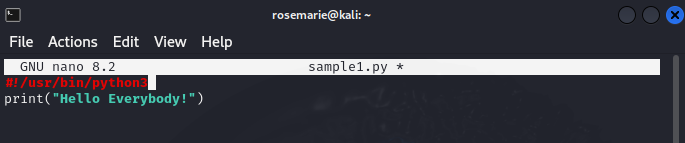 rosemarie@kali: ~
File Actions Edit View Help
GNU nano 8.2 sample1.py *
#!/usr/bin/python3
print("Hello Everybody!")